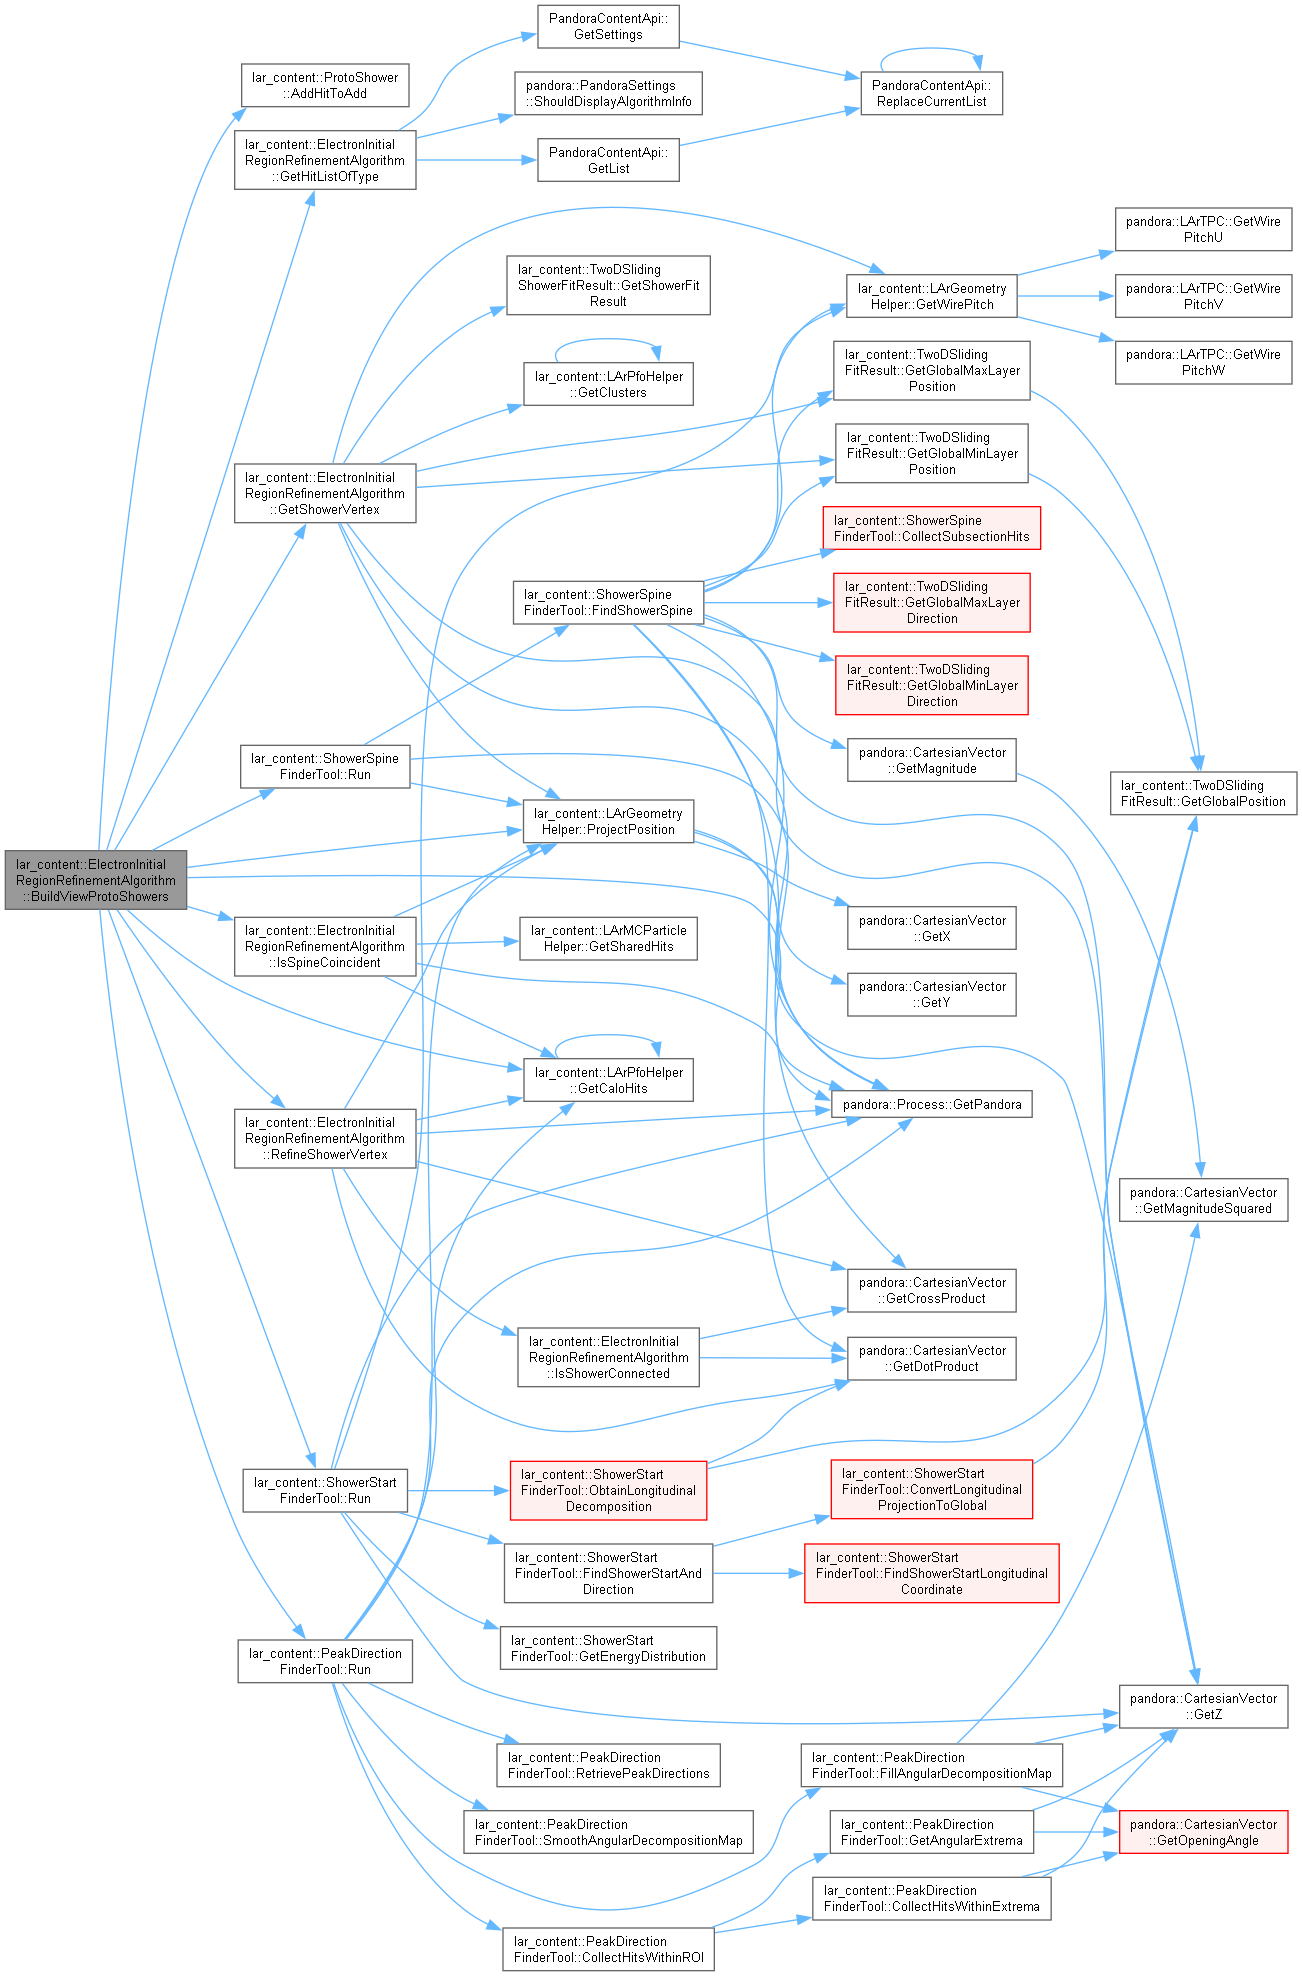 PandoraContentApi::
GetSettings
lar_content::ProtoShower
::AddHitToAdd
pandora::PandoraSettings
::ShouldDisplayAlgorithmInfo
PandoraContentApi::
ReplaceCurrentList
lar_content::ElectronInitial
RegionRefinementAlgorithm
::GetHitListOfType
PandoraContentApi::
GetList
pandora::LArTPC::GetWire
PitchU
lar_content::TwoDSliding
ShowerFitResult::GetShowerFit
Result
lar_content::LArGeometry
Helper::GetWirePitch
pandora::LArTPC::GetWire
PitchV
pandora::LArTPC::GetWire
PitchW
lar_content::LArPfoHelper
::GetClusters
lar_content::TwoDSliding
FitResult::GetGlobalMaxLayer
Position
lar_content::TwoDSliding
FitResult::GetGlobalMinLayer
Position
lar_content::ElectronInitial
RegionRefinementAlgorithm
::GetShowerVertex
lar_content::ShowerSpine
FinderTool::CollectSubsectionHits
lar_content::ShowerSpine
FinderTool::FindShowerSpine
lar_content::TwoDSliding
FitResult::GetGlobalMaxLayer
Direction
lar_content::TwoDSliding
FitResult::GetGlobalMinLayer
Direction
lar_content::ShowerSpine
FinderTool::Run
pandora::CartesianVector
::GetMagnitude
lar_content::TwoDSliding
FitResult::GetGlobalPosition
lar_content::LArGeometry
Helper::ProjectPosition
lar_content::ElectronInitial
RegionRefinementAlgorithm
::BuildViewProtoShowers
lar_content::ElectronInitial
RegionRefinementAlgorithm
::IsSpineCoincident
lar_content::LArMCParticle
Helper::GetSharedHits
pandora::CartesianVector
::GetX
pandora::CartesianVector
::GetY
lar_content::LArPfoHelper
::GetCaloHits
pandora::Process::GetPandora
lar_content::ElectronInitial
RegionRefinementAlgorithm
::RefineShowerVertex
pandora::CartesianVector
::GetMagnitudeSquared
pandora::CartesianVector
::GetCrossProduct
lar_content::ElectronInitial
RegionRefinementAlgorithm
::IsShowerConnected
pandora::CartesianVector
::GetDotProduct
lar_content::ShowerStart
FinderTool::Run
lar_content::ShowerStart
FinderTool::ObtainLongitudinal
Decomposition
lar_content::ShowerStart
FinderTool::ConvertLongitudinal
ProjectionToGlobal
lar_content::ShowerStart
FinderTool::FindShowerStartAnd
Direction
lar_content::ShowerStart
FinderTool::FindShowerStartLongitudinal
Coordinate
lar_content::PeakDirection
FinderTool::Run
lar_content::ShowerStart
FinderTool::GetEnergyDistribution
pandora::CartesianVector
::GetZ
lar_content::PeakDirection
FinderTool::RetrievePeakDirections
lar_content::PeakDirection
FinderTool::FillAngularDecompositionMap
lar_content::PeakDirection
FinderTool::SmoothAngularDecompositionMap
lar_content::PeakDirection
FinderTool::GetAngularExtrema
pandora::CartesianVector
::GetOpeningAngle
lar_content::PeakDirection
FinderTool::CollectHitsWithinExtrema
lar_content::PeakDirection
FinderTool::CollectHitsWithinROI